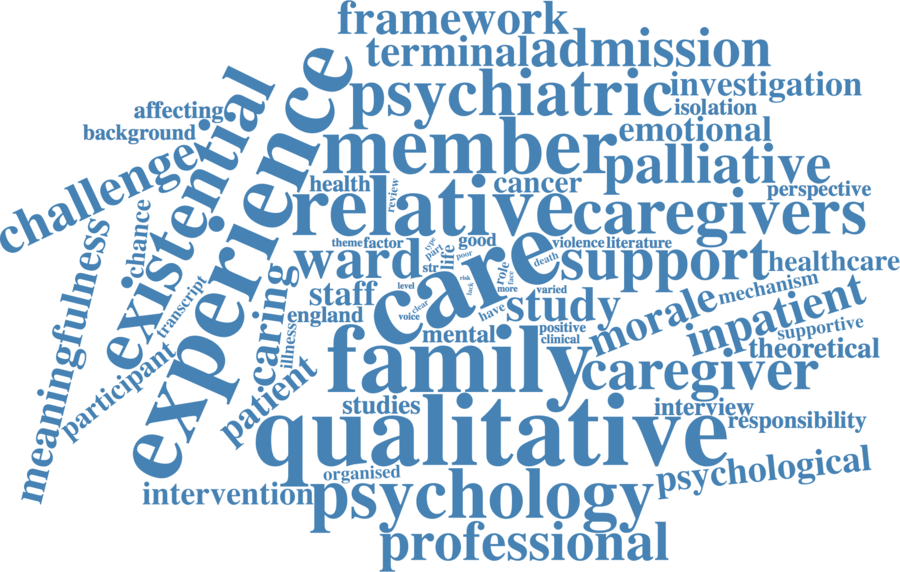 framework
terminal admission
psychiatric investigation
isolation
affecting
background
existential
experience
member emotional
challenge
palliative
health review cancer
perspective
relative caregivers
chance
meaningfulness
theme factor type part good violence literature
ward str life poor care death support healthcare
level risk lack role face more varied
staff
england
voice clear have study
transcript
caring
illness
participant
patient
mental positive
clinical
morale mechanism
inpatient
supportive
theoretical
family caregiver
studies interview
qualitative responsibility
organised
intervention psychology psychological
professional